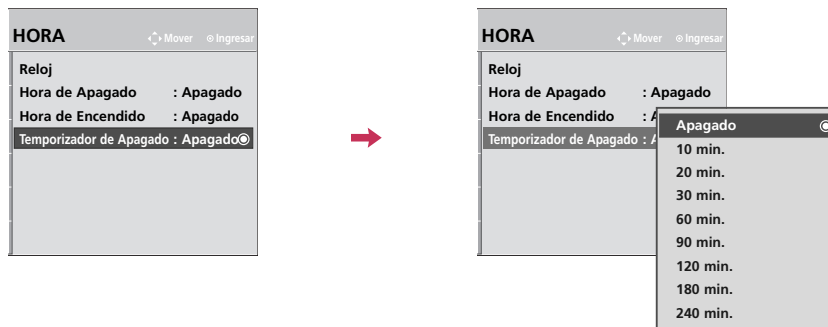 HORA Mover Ingresar
Reloj
Hora de Apagado : Apagado
Hora de Encendido : Apagado
Temporizador de Apagado : Apagado
HORA Mover Ingresar
Reloj
Hora de Apagado : Apagado
Hora de Encendido : A
Temporizador de Apagado : A
Apagado
10 min.
20 min.
30 min.
60 min.
90 min.
120 min.
180 min.
240 min.